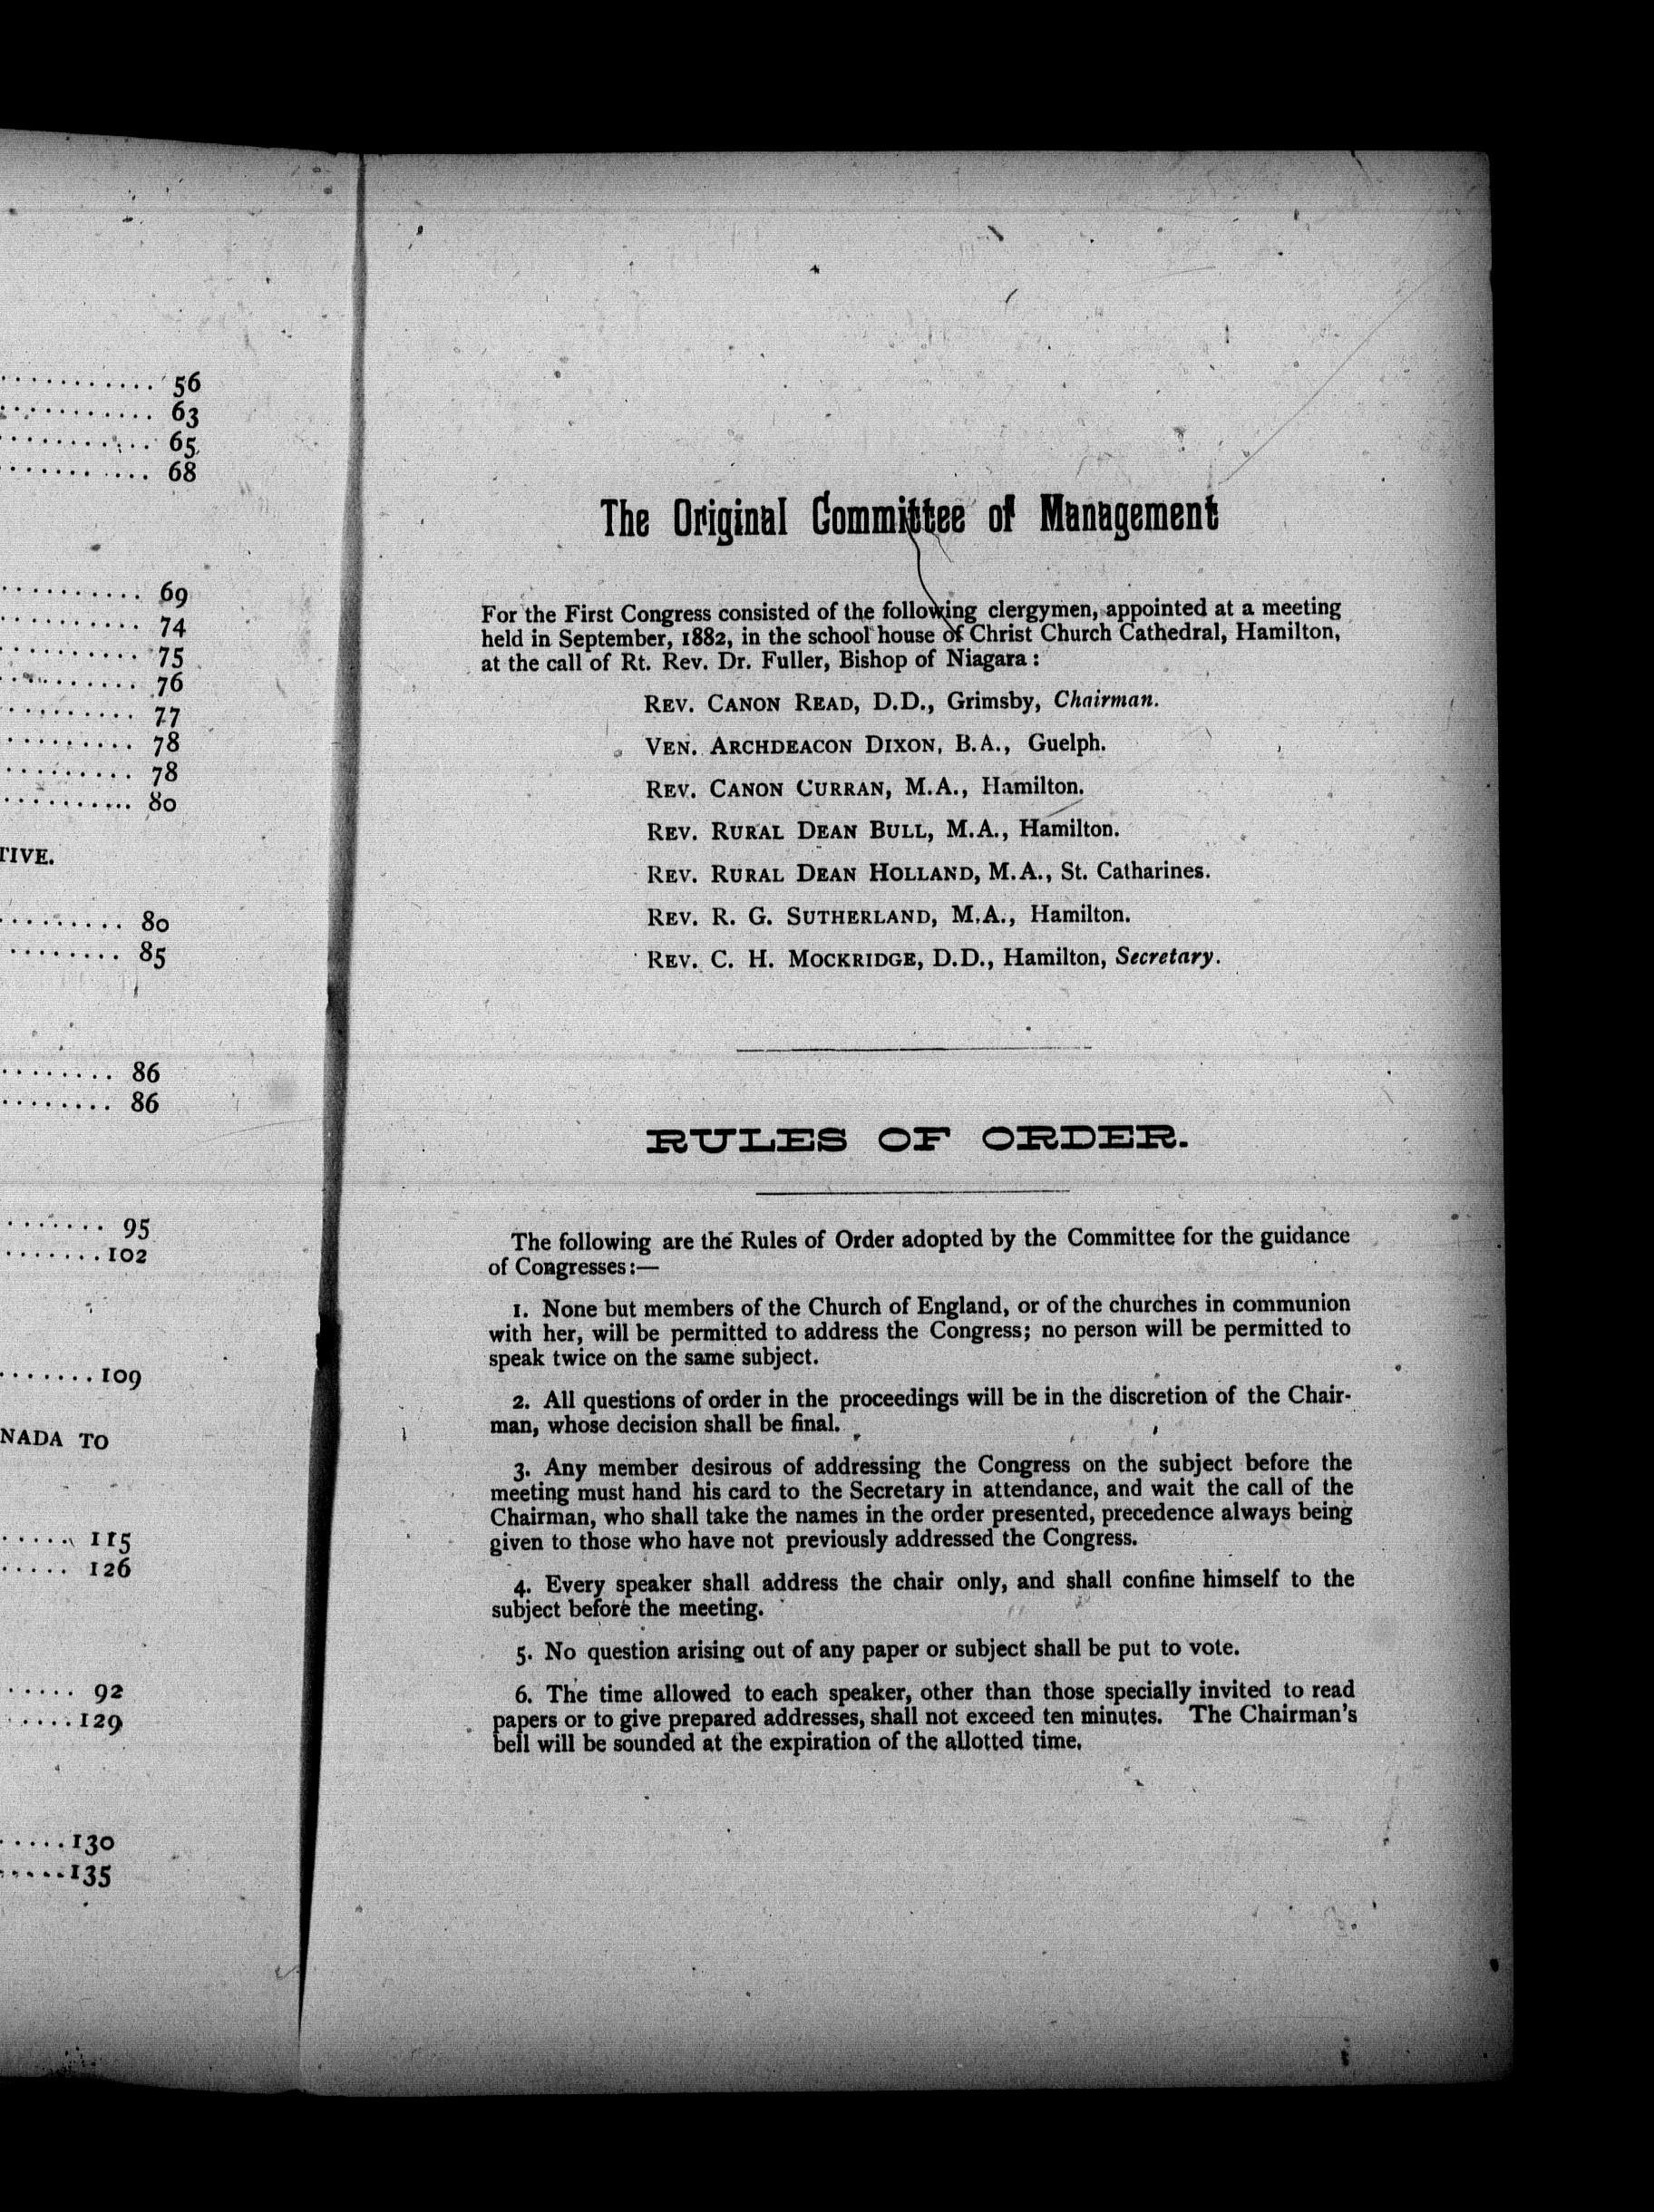 ........... 56
........... 63
........... 65
........... 68
.......... 69
.......... 74
.......... 75
.......... 76
.......... 77
.......... 78
......... 78
.......... 80
TIVE.
......... 80
........ 85
........ 86
........ 86
....... 95
.......102
.......109
NADA TO
..... 115
..... 126
..... 92
....129
.....130
.....135
The Original Committee of Management
For the First Congress consisted of the following clergymen, appointed at a meeting
held in September, 1882, in the school house of Christ Church Cathedral, Hamilton,
at the call of Rt. Rev. Dr. Fuller, Bishop of Niagara:
REV. CANON READ, D.D., Grimsby, Chairman.
VEN. ARCHDEACON DIXON, B.A., Guelph.
REV. CANON CURRAN, M.A., Hamilton.
REV. RURAL DEAN BULL, M.A., Hamilton.
REV. RURAL DEAN HOLLAND, M.A., St. Catharines.
REV. R. G. SUTHERLAND, M.A., Hamilton.
REV. C. H. MOCKRIDGE, D.D., Hamilton, Secretary.
RULES OF ORDER.
The following are the Rules of Order adopted by the Committee for the guidance
of Congresses:—
1. None but members of the Church of England, or of the churches in communion
with her, will be permitted to address the Congress; no person will be permitted to
speak twice on the same subject.
2. All questions of order in the proceedings will be in the discretion of the Chair-
man, whose decision shall be final.
3. Any member desirous of addressing the Congress on the subject before the
meeting must hand his card to the Secretary in attendance, and wait the call of the
Chairman, who shall take the names in the order presented, precedence always being
given to those who have not previously addressed the Congress.
4. Every speaker shall address the chair only, and shall confine himself to the
subject before the meeting.
5. No question arising out of any paper or subject shall be put to vote.
6. The time allowed to each speaker, other than those specially invited to read
papers or to give prepared addresses, shall not exceed ten minutes. The Chairman's
bell will be sounded at the expiration of the allotted time.